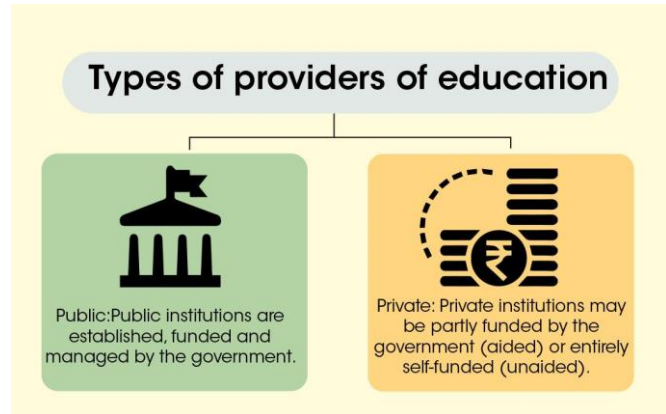 Types of providers of education
Public:Public institutions are
established, funded and
managed by the government.
₹
Private: Private institutions may
be partly funded by the
government (aided) or entirely
self-funded (unaided).